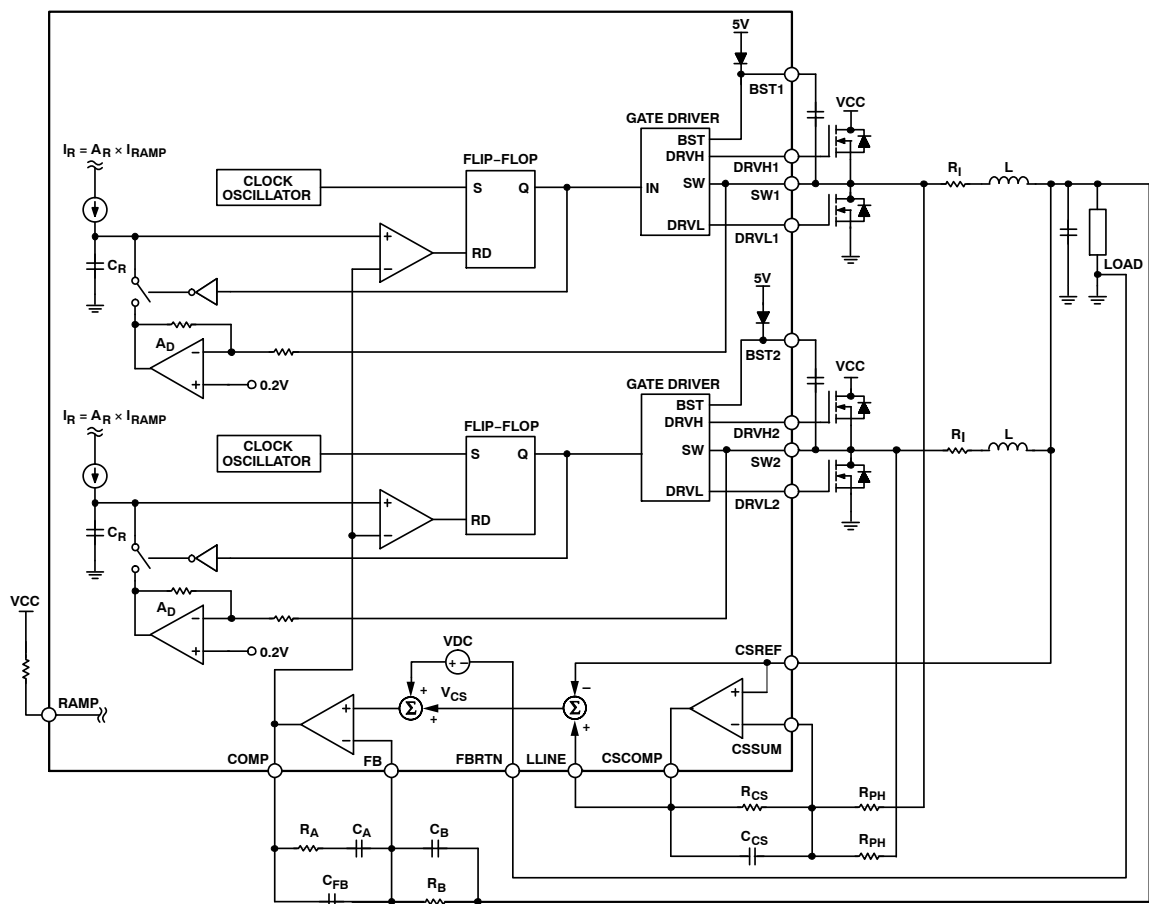 5V
BST1
VCC
GATE DRIVER
BST
DRVH
DRVH1
IN
SW
SW1
DRVL
DRVL1
R_I
L
LOAD
I_R = A_R × I_RAMP
CLOCK
OSCILLATOR
FLIP−FLOP
S
Q
RD
+
−
C_R
A_D
−
+
0.2V
5V
BST2
VCC
GATE DRIVER
BST
DRVH
DRVH2
SW
SW2
DRVL
DRVL2
R_I
L
I_R = A_R × I_RAMP
CLOCK
OSCILLATOR
FLIP−FLOP
S
Q
RD
+
−
C_R
A_D
−
+
0.2V
VCC
RAMP
VDC
+ −
+
Σ
+
V_CS
−
Σ
+
CSREF
+
−
CSSUM
+
−
COMP
FB
FBRTN
LLINE
CSCOMP
R_CS
R_PH
C_CS
R_PH
R_A
C_A
C_B
C_FB
R_B